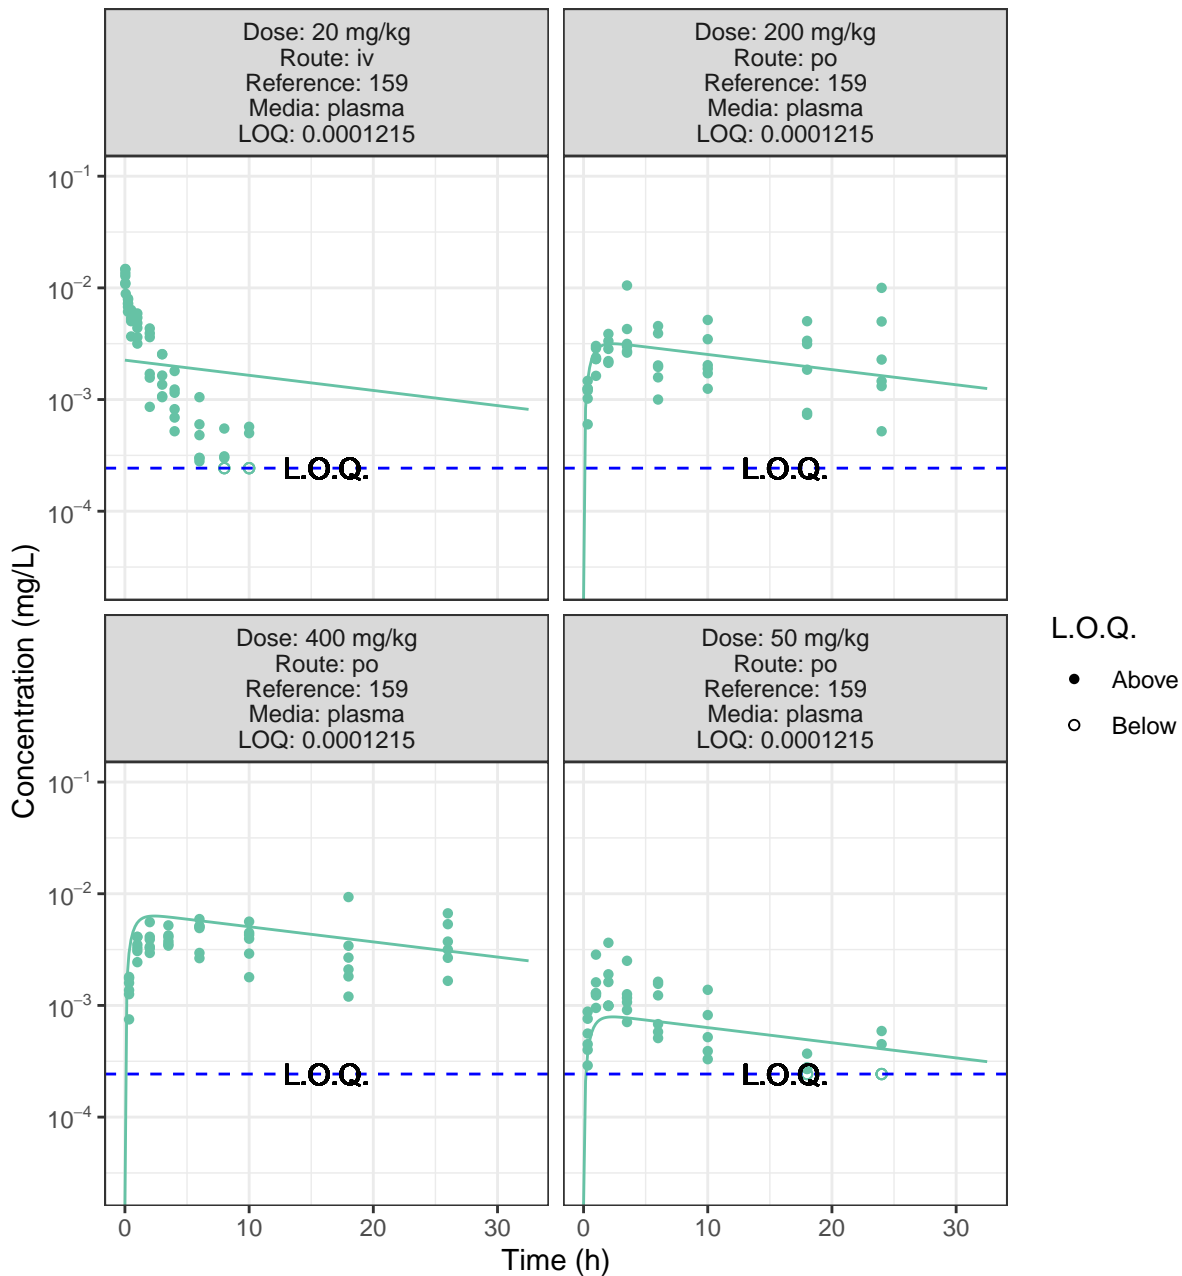 Dose: 20 mg/kg
Route: iv
Reference: 159
Media: plasma
LOQ: 0.0001215
Dose: 200 mg/kg
Route: po
Reference: 159
Media: plasma
LOQ: 0.0001215
10⁻¹
10⁻²
10⁻³
10⁻⁴
L.O.Q.
L.O.Q.
Dose: 400 mg/kg
Route: po
Reference: 159
Media: plasma
LOQ: 0.0001215
Dose: 50 mg/kg
Route: po
Reference: 159
Media: plasma
LOQ: 0.0001215
10⁻¹
10⁻²
10⁻³
10⁻⁴
L.O.Q.
L.O.Q.
0 10 20 30
0 10 20 30
Time (h)
Concentration (mg/L)
L.O.Q.
Above
Below